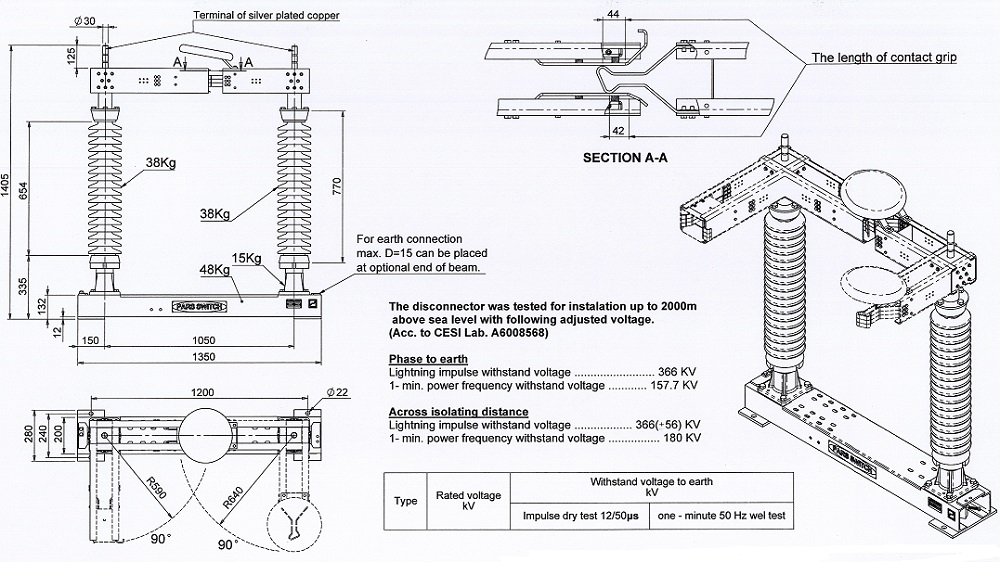 Terminal of silver plated copper
Ø30
125
A
A
1405
654
335
132
12
38Kg
38Kg
770
15Kg
48Kg
PARS SWITCH
For earth connection
max. D=15 can be placed
at optional end of beam.
150
1050
1350
44
The length of contact grip
42
SECTION A-A
The disconnector was tested for instalation up to 2000m
above sea level with following adjusted voltage.
(Acc. to CESI Lab. A6008568)
Phase to earth
Lightning impulse withstand voltage ...................... 366 KV
1- min. power frequency withstand voltage ............ 157.7 KV
Across isolating distance
Lightning impulse withstand voltage .................. 366(+56) KV
1- min. power frequency withstand voltage ................ 180 KV
1200
Ø22
280
240
200
R590
R640
90°
90°
Type
Rated voltage
kV
Withstand voltage to earth
kV
Impulse dry test 12/50µs
one - minute 50 Hz wel test
PARS SWITCH